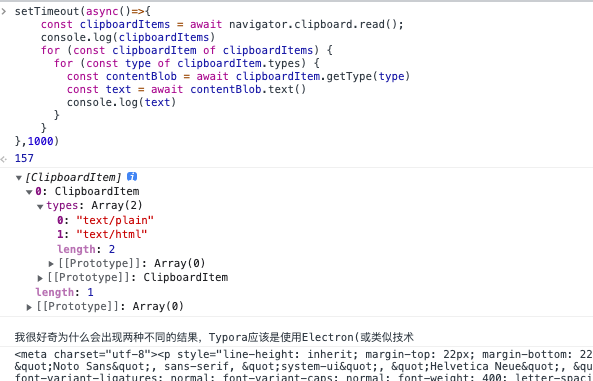 setTimeout(async()=>{
const clipboardItems = await navigator.clipboard.read();
console.log(clipboardItems)
for (const clipboardItem of clipboardItems) {
for (const type of clipboardItem.types) {
const contentBlob = await clipboardItem.getType(type)
const text = await contentBlob.text()
console.log(text)
}
}
},1000)
157
[ClipboardItem]
0: ClipboardItem
types: Array(2)
0: "text/plain"
1: "text/html"
length: 2
[[Prototype]]: Array(0)
[[Prototype]]: ClipboardItem
length: 1
[[Prototype]]: Array(0)
我很好奇为什么会出现两种不同的结果，Typora应该是使用Electron(或类似技术
<meta charset="utf-8"><p style="line-height: inherit; margin-top: 22px; margin-bottom: 22
&quot;Noto Sans&quot;, sans-serif, &quot;system-ui&quot;, &quot;Helvetica Neue&quot;, &quot;
font-variant-ligatures: normal; font-variant-caps: normal; font-weight: 400; letter-spaci